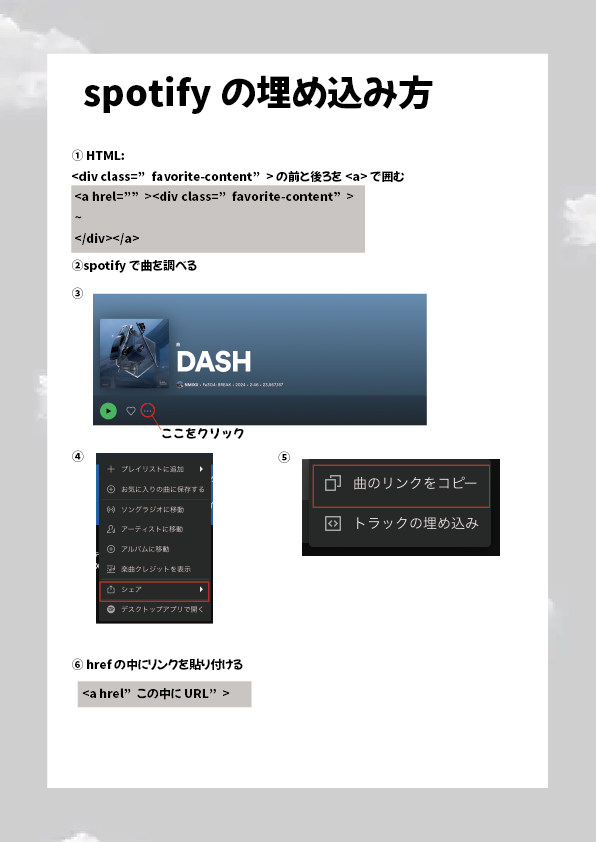 spotify の埋め込み方
① HTML:
<div class=” favorite-content” > の前と後ろを <a> で囲む
<a hrel=”” ><div class=” favorite-content” >
~
</div></a>
②spotify で曲を調べる
③
DASH
NMIXX • Fe3O4: BREAK • 2024 • 2:46 •
ここをクリック
④
プレイリストに追加
お気に入りの曲に保存する
ソングラジオに移動
アーティストに移動
アルバムに移動
楽曲クレジットを表示
シェア
デスクトップアプリで開く
⑤
曲のリンクをコピー
トラックの埋め込み
⑥ href の中にリンクを貼り付ける
<a hrel” この中に URL” >